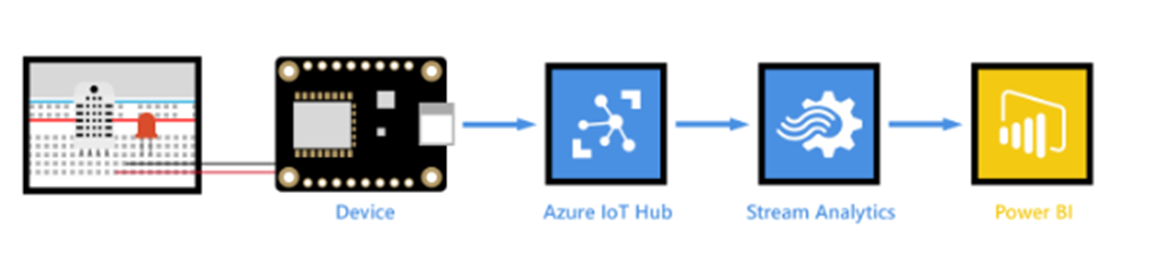 Device
Azure IoT Hub
Stream Analytics
Power BI